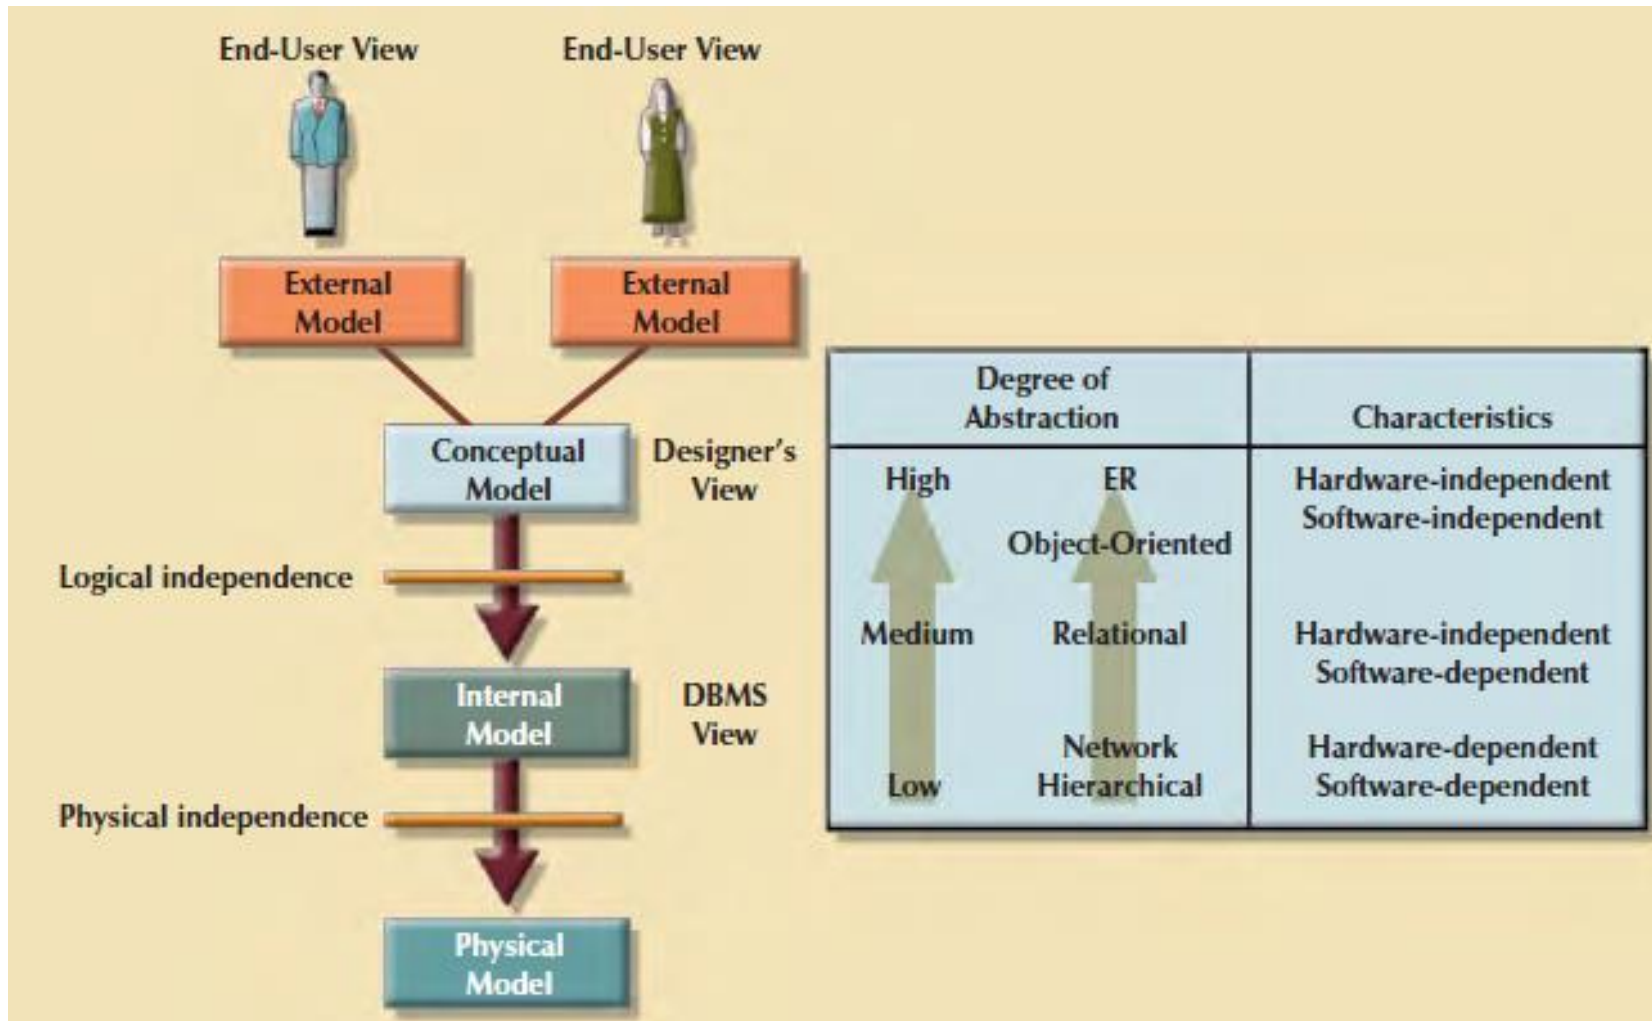 End-User View
End-User View
External
Model
External
Model
Conceptual
Model
Designer's
View
Logical independence
Internal
Model
DBMS
View
Physical independence
Physical
Model
Degree of
Abstraction
Characteristics
High
ER
Hardware-independent
Software-independent
Object-Oriented
Medium
Relational
Hardware-independent
Software-dependent
Network
Hardware-dependent
Low
Hierarchical
Software-dependent